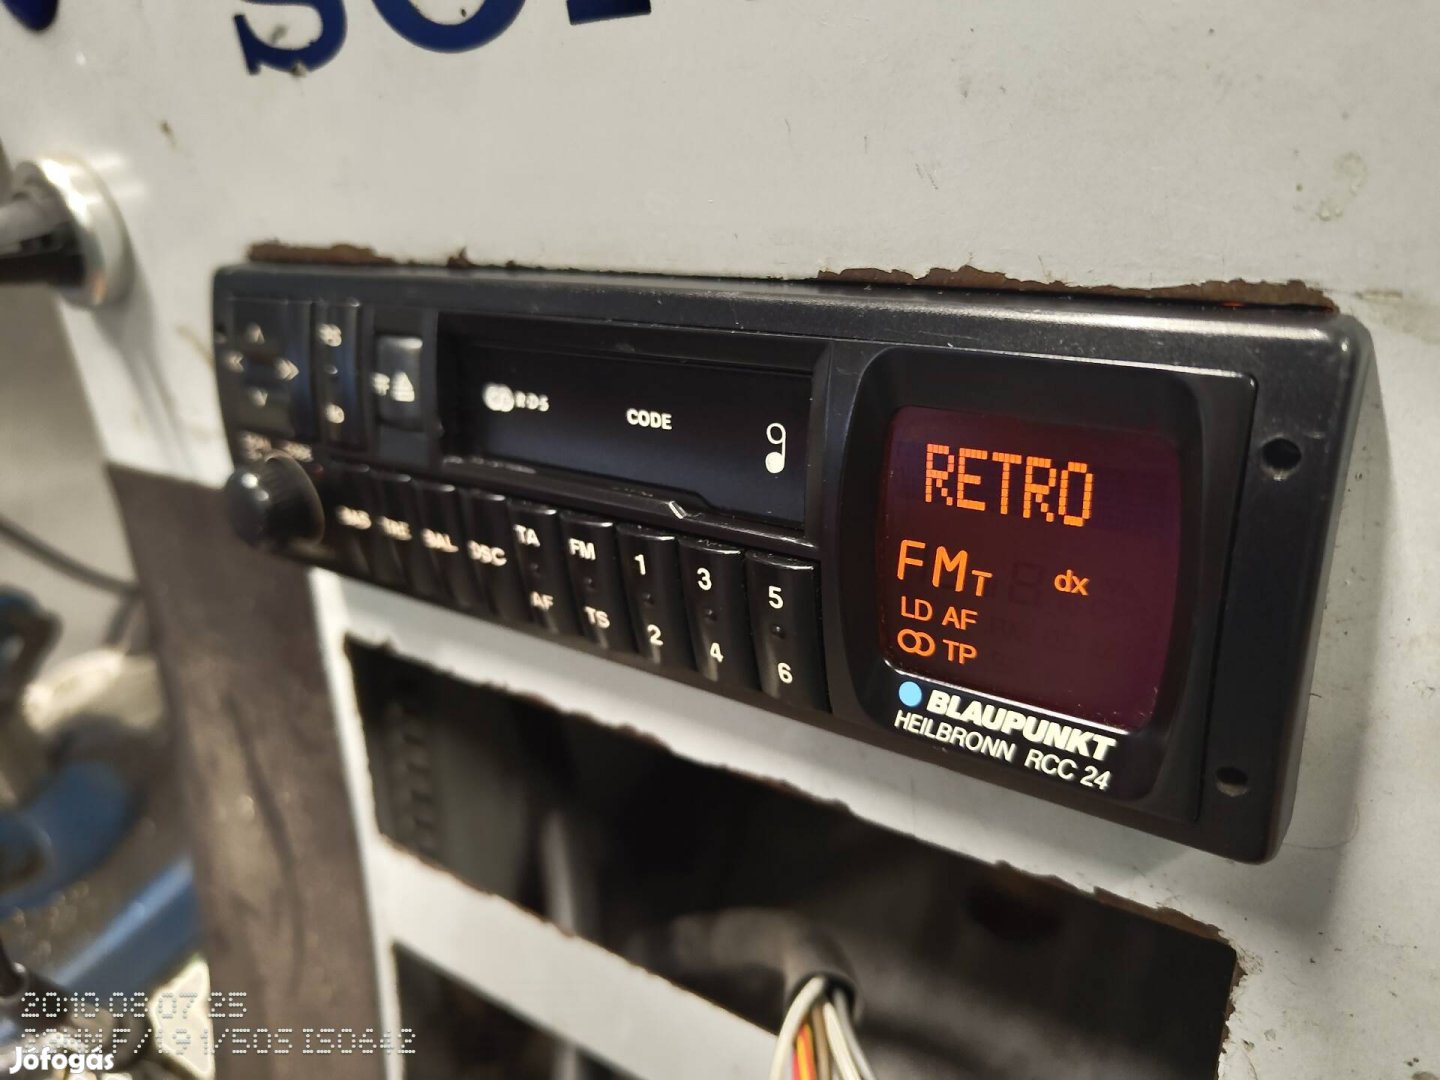 RDS
CODE
RETRO
FMT dx
LD AF
TP
BAS TRE BAL DSC TA FM 1 3 5
AF TS 2 4 6
BLAUPUNKT
HEILBRONN RCC 24
Jófogás